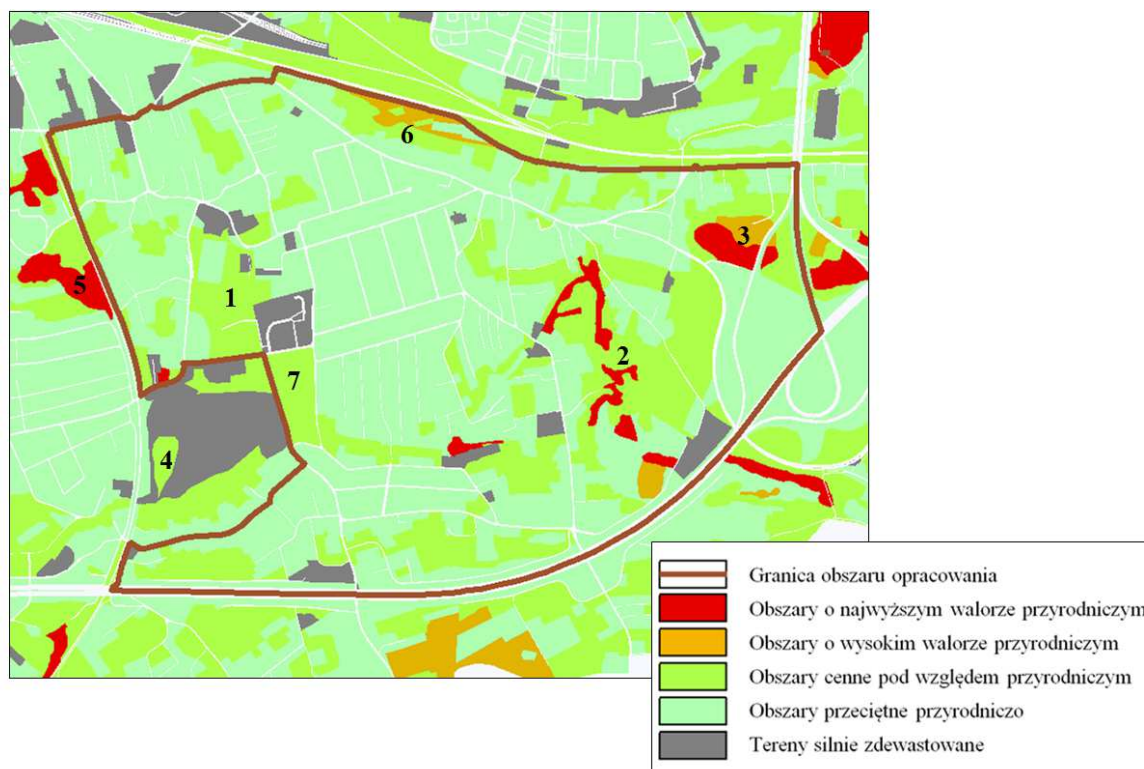 6
3
5
1
2
7
4
Granica obszaru opracowania
Obszary o najwyższym walorze przyrodniczym
Obszary o wysokim walorze przyrodniczym
Obszary cenne pod względem przyrodniczym
Obszary przeciętne przyrodniczo
Tereny silnie zdewastowane